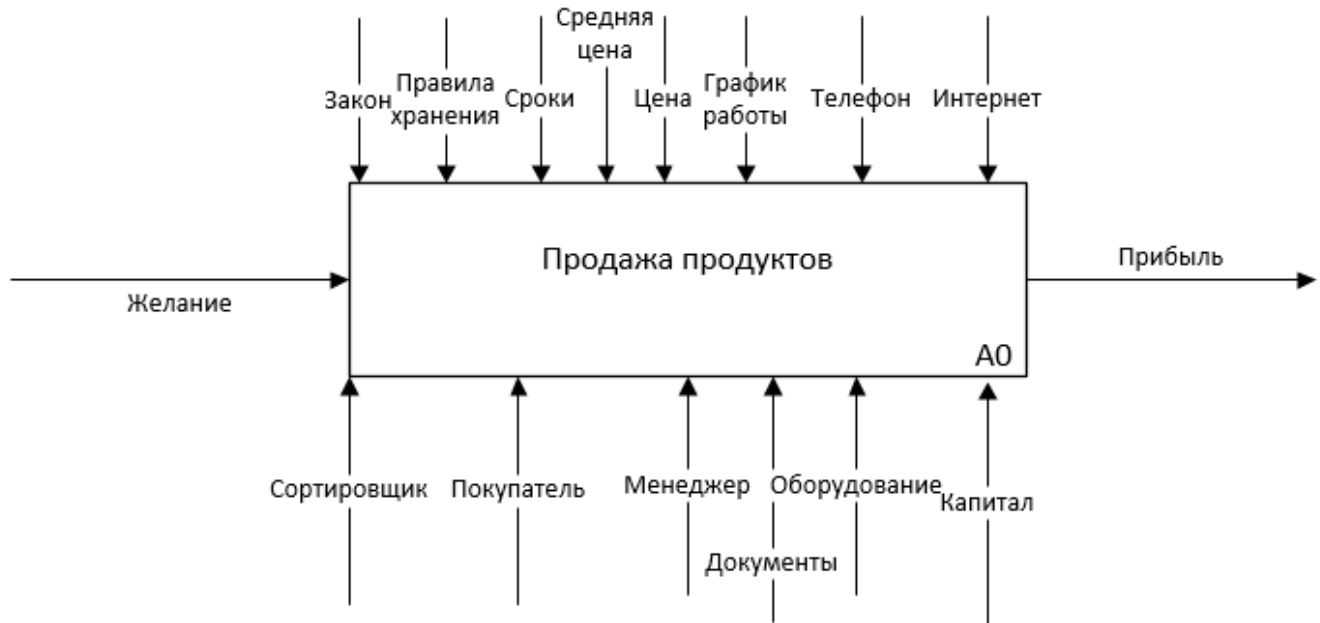 Средняя
цена
Закон
Правила
хранения
Сроки
Цена
График
работы
Телефон
Интернет
Продажа продуктов
Прибыль
Желание
А0
Сортировщик
Покупатель
Менеджер
Оборудование
Капитал
Документы